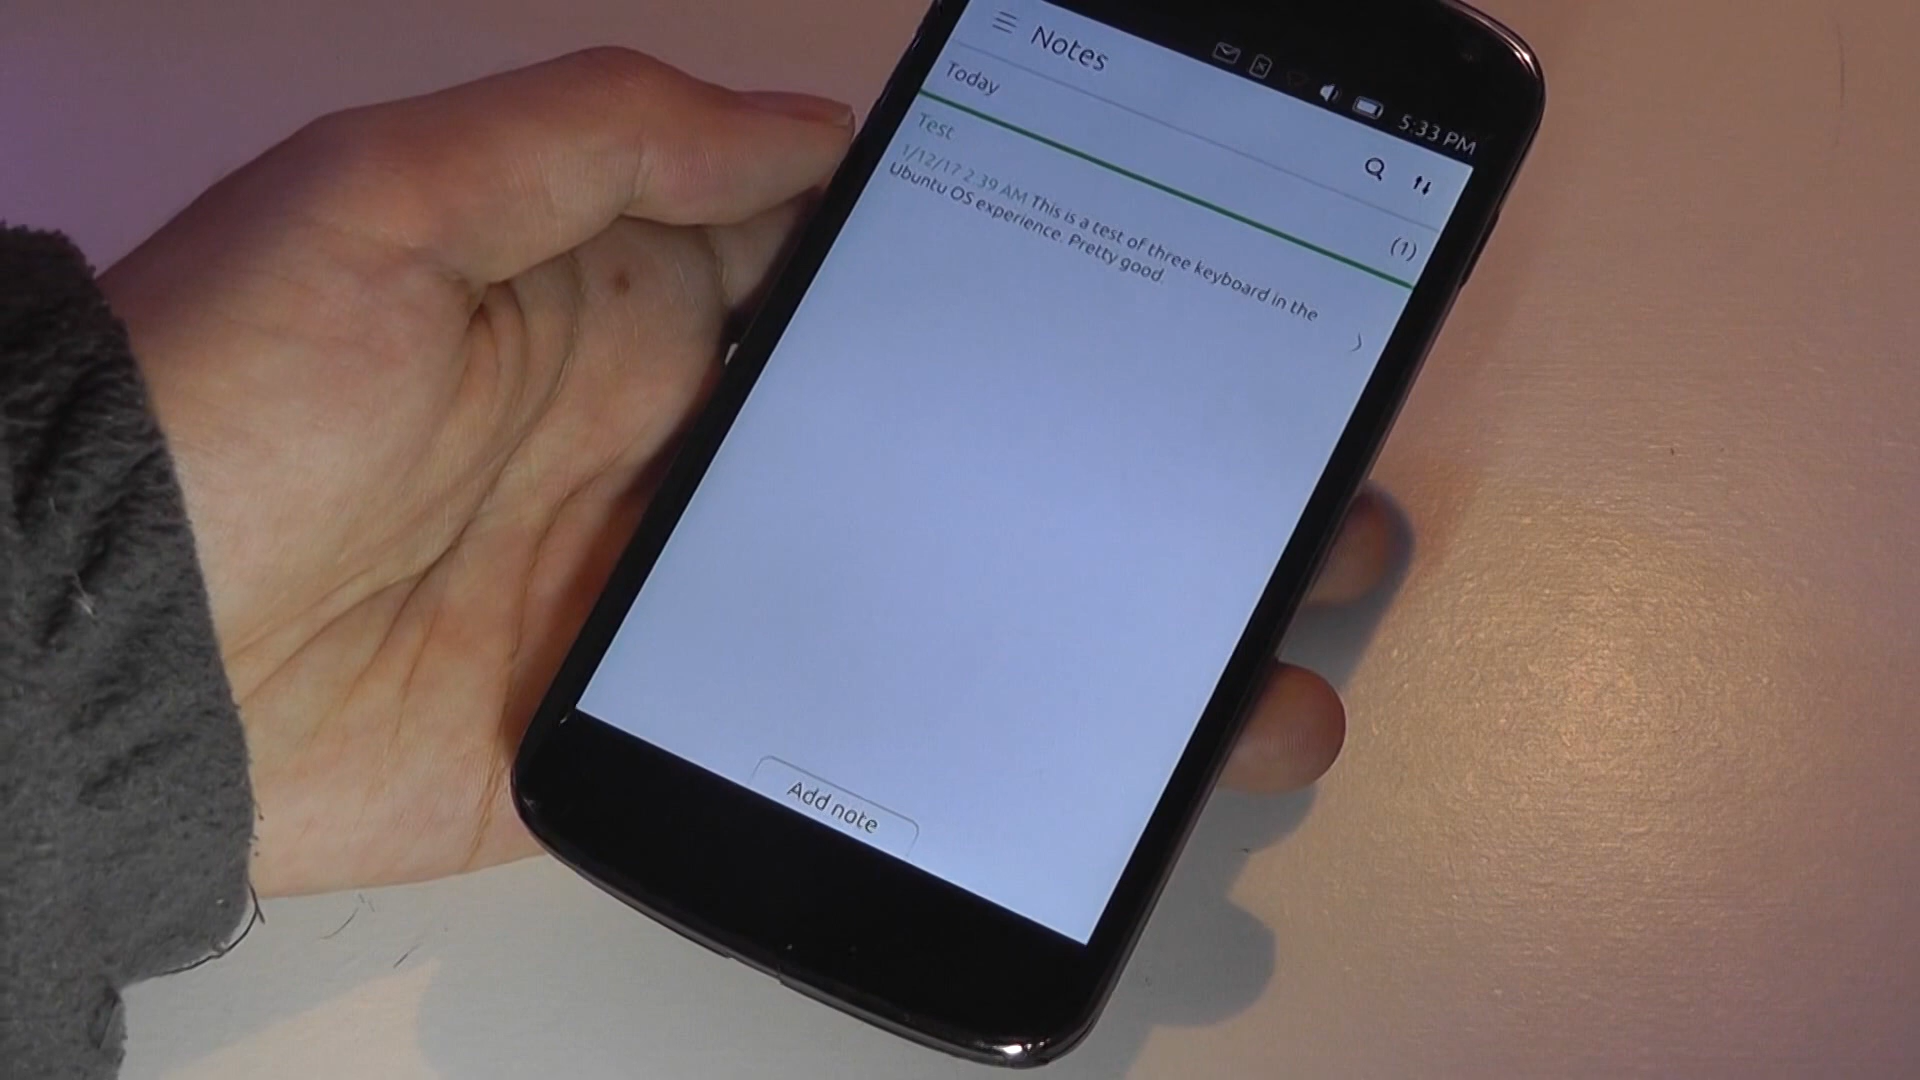 5:33 PM
Notes
Today (1)
Test
1/12/17 2:39 AM This is a test of three keyboard in the
Ubuntu OS experience. Pretty good.
Add note